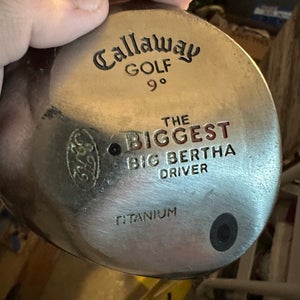 Callaway
GOLF
9°
THE
BIGGEST
BIG BERTHA
DRIVER
TITANIUM